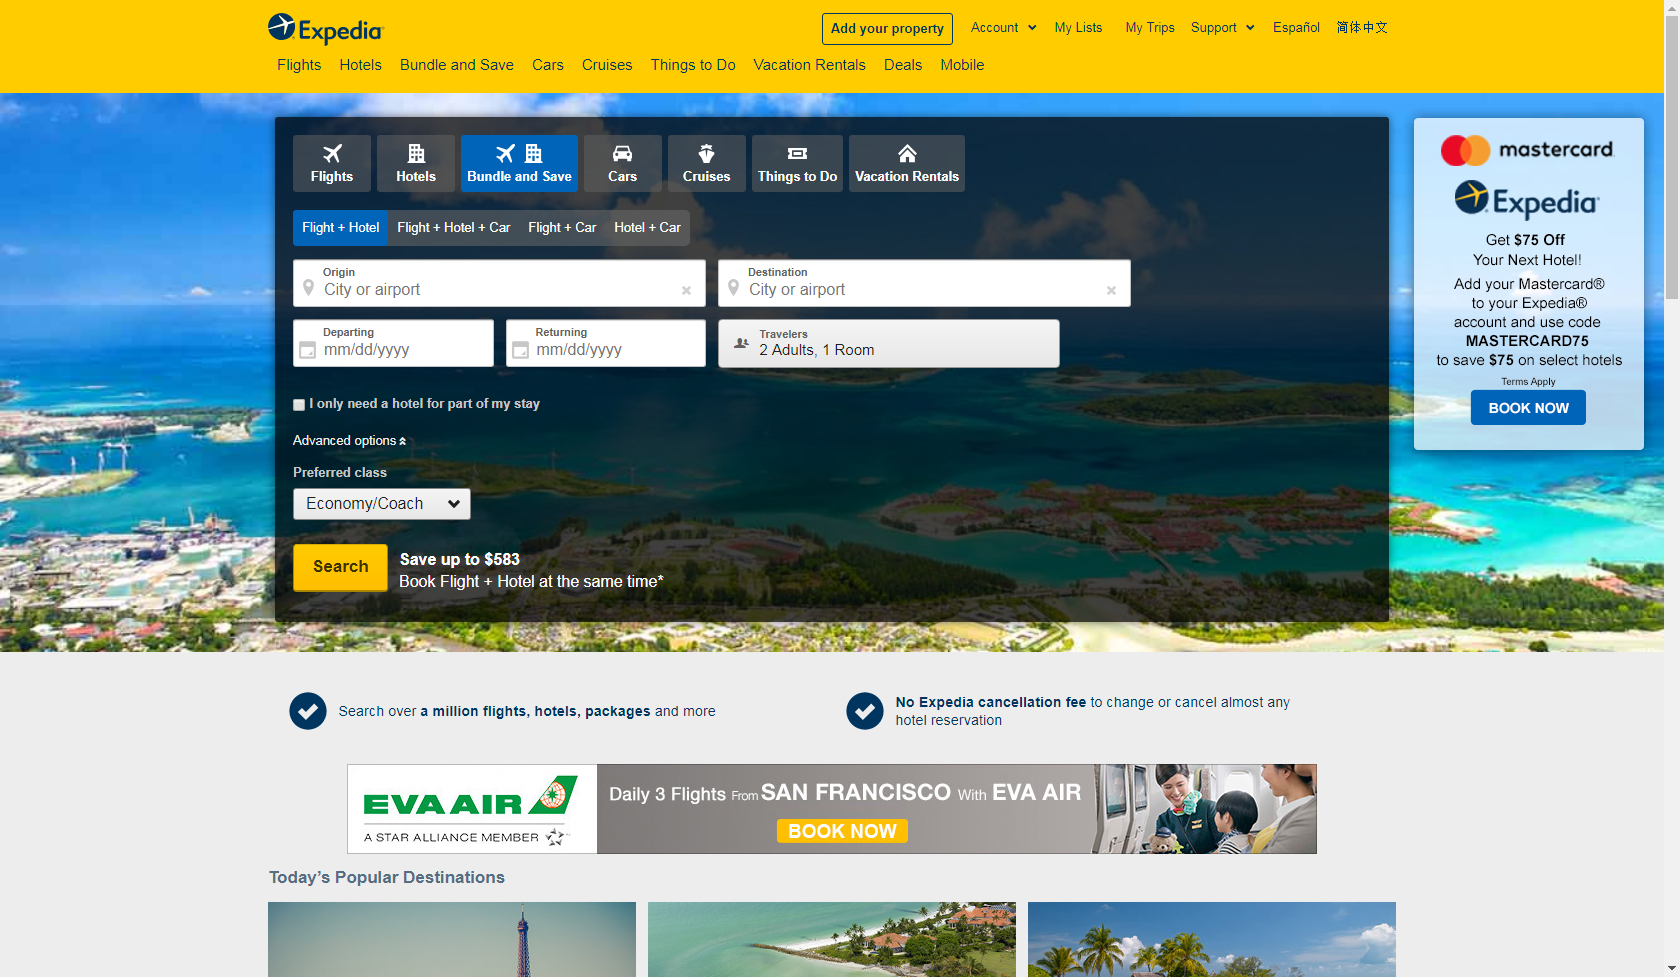 Expedia
Add your property
Account
My Lists
My Trips
Support
Español
简体中文
Flights
Hotels
Bundle and Save
Cars
Cruises
Things to Do
Vacation Rentals
Deals
Mobile
Flights
Hotels
Bundle and Save
Cars
Cruises
Things to Do
Vacation Rentals
Flight + Hotel
Flight + Hotel + Car
Flight + Car
Hotel + Car
Origin
City or airport
Destination
City or airport
Departing
mm/dd/yyyy
Returning
mm/dd/yyyy
Travelers
2 Adults, 1 Room
I only need a hotel for part of my stay
Advanced options
Preferred class
Economy/Coach
Search
Save up to $583
Book Flight + Hotel at the same time*
mastercard
Expedia
Get $75 Off
Your Next Hotel!
Add your Mastercard®
to your Expedia®
account and use code
MASTERCARD75
to save $75 on select hotels
Terms Apply
BOOK NOW
Search over a million flights, hotels, packages and more
No Expedia cancellation fee to change or cancel almost any
hotel reservation
EVA AIR
A STAR ALLIANCE MEMBER
Daily 3 Flights From SAN FRANCISCO With EVA AIR
BOOK NOW
Today's Popular Destinations